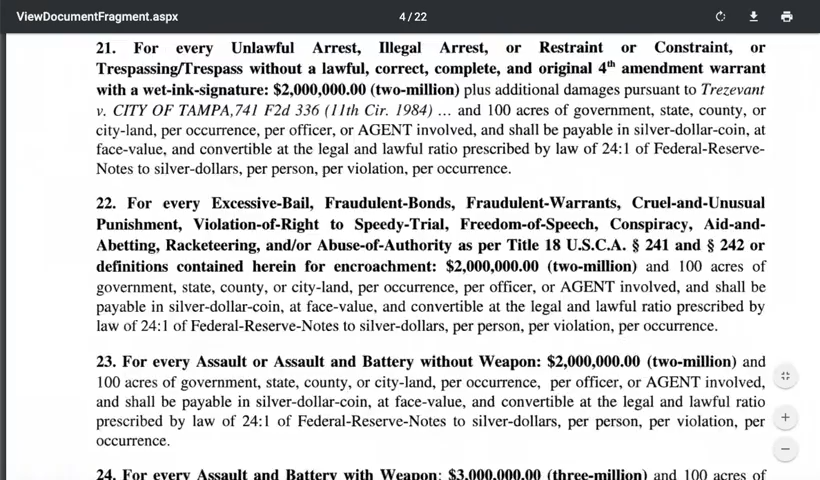 ViewDocumentFragment.aspx
4 / 22
21. For every Unlawful Arrest, Illegal Arrest, or Restraint or Constraint, or
Trespassing/Trespass without a lawful, correct, complete, and original 4th amendment warrant
with a wet-ink-signature: $2,000,000.00 (two-million) plus additional damages pursuant to Trezevant
v. CITY OF TAMPA,741 F2d 336 (11th Cir. 1984) … and 100 acres of government, state, county, or
city-land, per occurrence, per officer, or AGENT involved, and shall be payable in silver-dollar-coin, at
face-value, and convertible at the legal and lawful ratio prescribed by law of 24:1 of Federal-Reserve-
Notes to silver-dollars, per person, per violation, per occurrence.
22. For every Excessive-Bail, Fraudulent-Bonds, Fraudulent-Warrants, Cruel-and-Unusual
Punishment, Violation-of-Right to Speedy-Trial, Freedom-of-Speech, Conspiracy, Aid-and-
Abetting, Racketeering, and/or Abuse-of-Authority as per Title 18 U.S.C.A. § 241 and § 242 or
definitions contained herein for encroachment: $2,000,000.00 (two-million) and 100 acres of
government, state, county, or city-land, per occurrence, per officer, or AGENT involved, and shall be
payable in silver-dollar-coin, at face-value, and convertible at the legal and lawful ratio prescribed by
law of 24:1 of Federal-Reserve-Notes to silver-dollars, per person, per violation, per occurrence.
23. For every Assault or Assault and Battery without Weapon: $2,000,000.00 (two-million) and
100 acres of government, state, county, or city-land, per occurrence, per officer, or AGENT involved,
and shall be payable in silver-dollar-coin, at face-value, and convertible at the legal and lawful ratio
prescribed by law of 24:1 of Federal-Reserve-Notes to silver-dollars, per person, per violation, per
occurrence.
24. For every Assault and Battery with Weapon: $3,000,000.00 (three-million) and 100 acres of